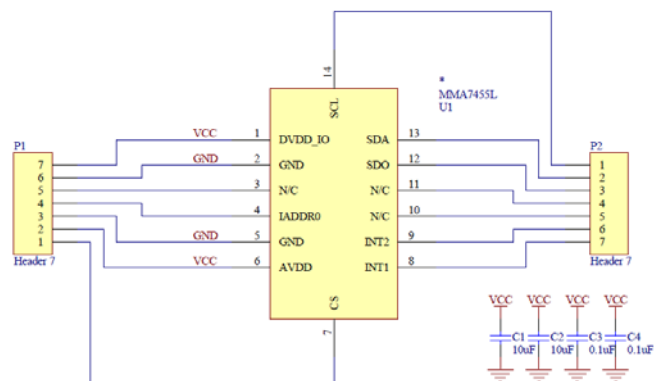 14
SCL
*
MMA7455L
U1
P1
7
6
5
4
3
2
1
Header 7
VCC
GND
GND
VCC
1
2
3
4
5
6
DVDD_IO
GND
N/C
IADDR0
GND
AVDD
SDA
SDO
N/C
N/C
INT2
INT1
13
12
11
10
9
8
CS
7
P2
1
2
3
4
5
6
7
Header 7
VCC
VCC
VCC
VCC
C1
10uF
C2
10uF
C3
0.1uF
C4
0.1uF